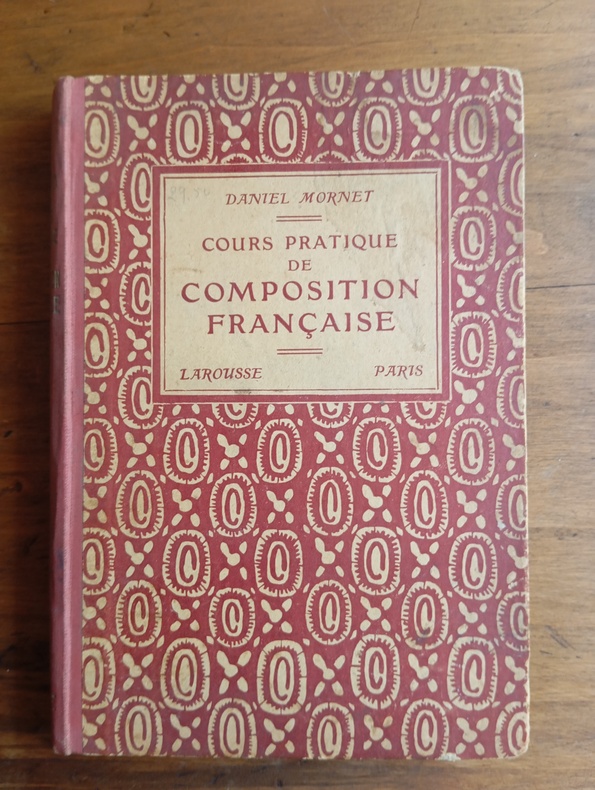 DANIEL MORNET
COURS PRATIQUE
DE
COMPOSITION
FRANÇAISE
LAROUSSE PARIS